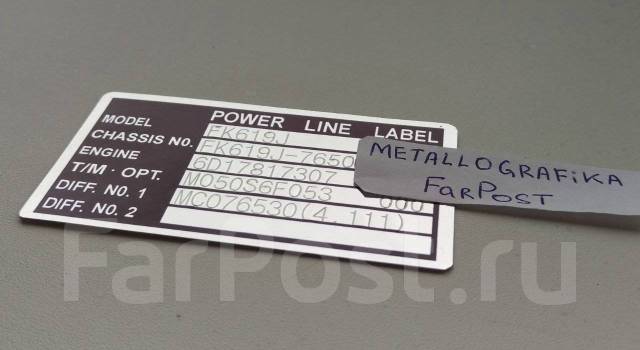 POWER LINE LABEL
MODEL FK619J
CHASSIS NO. FK619J-7650
ENGINE 6D17817307
T/M · OPT. M050S6F053 000
DIFF. NO. 1 MC076530(4.111)
DIFF. NO. 2
METALLOGRAFiKA
FARPOST
FarPost.ru